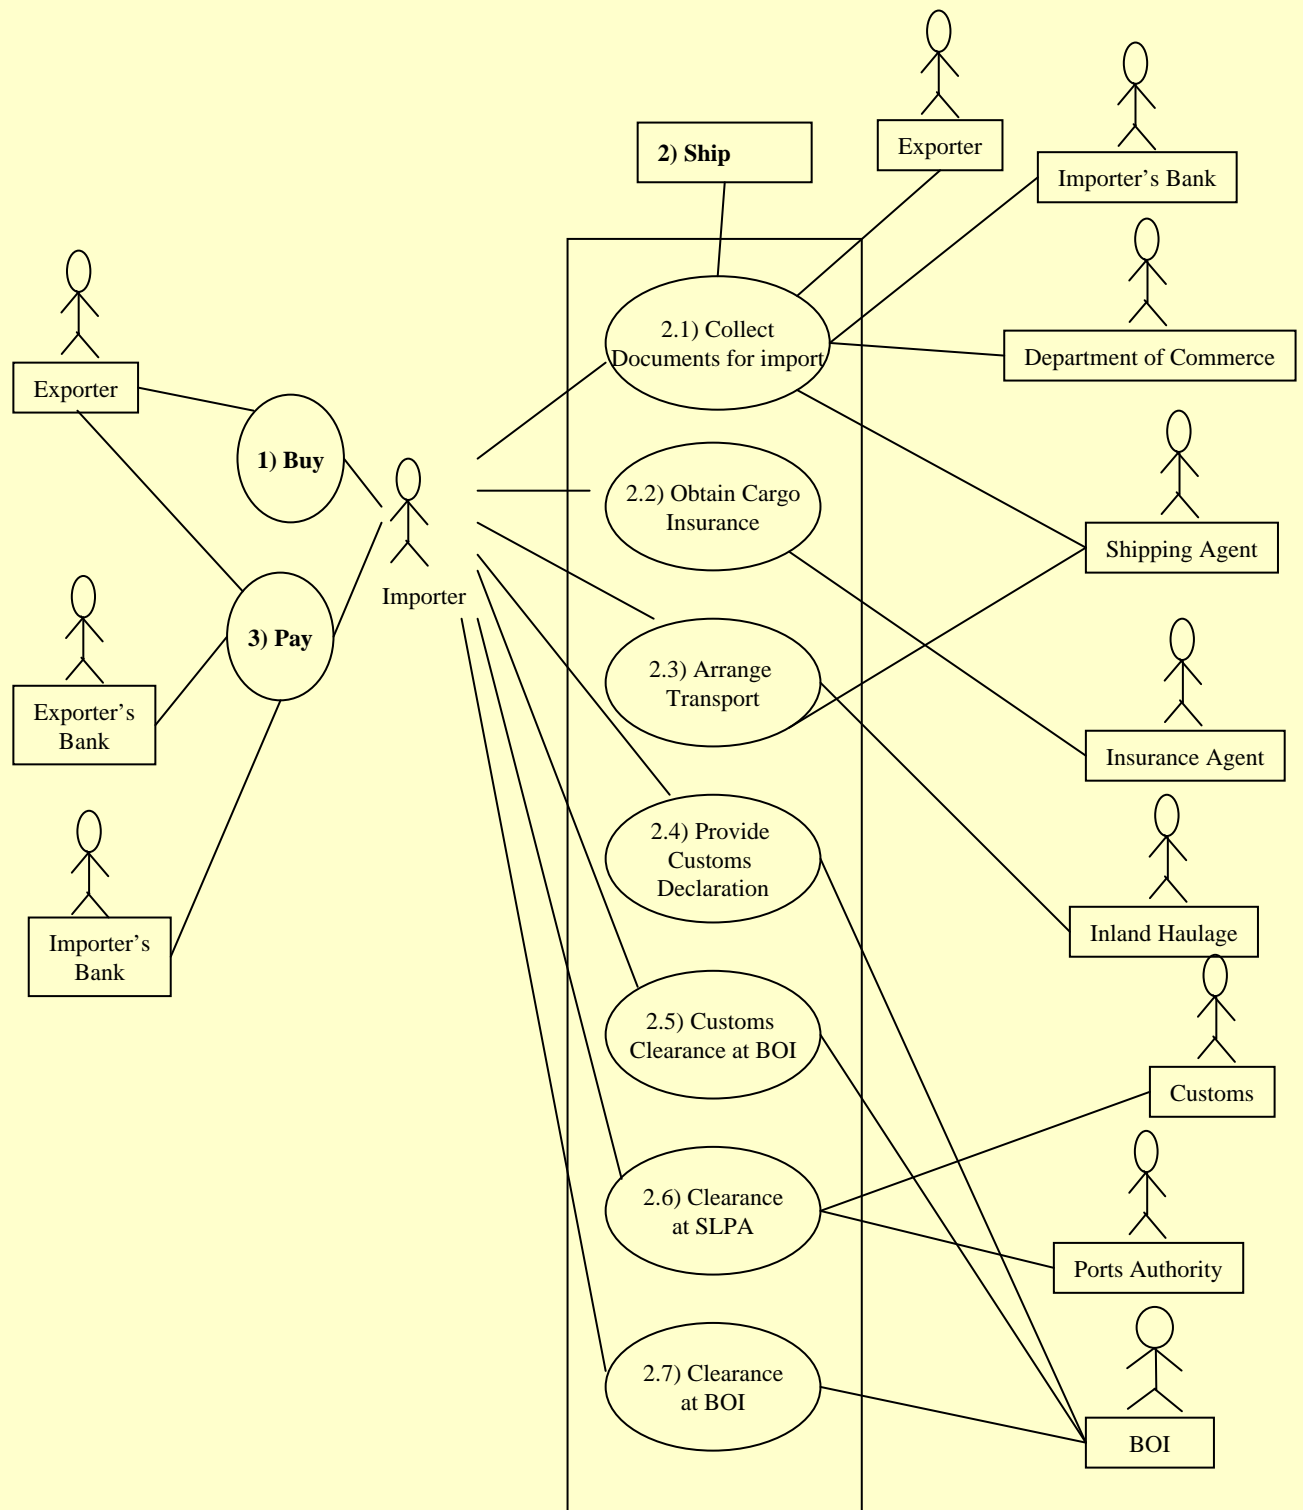 Exporter
2) Ship
Importer's Bank
Department of Commerce
2.1) Collect
Documents for import
Exporter
1) Buy
2.2) Obtain Cargo
Insurance
Shipping Agent
Importer
3) Pay
2.3) Arrange
Transport
Exporter's
Bank
Insurance Agent
2.4) Provide
Customs
Declaration
Inland Haulage
Importer's
Bank
2.5) Customs
Clearance at BOI
Customs
2.6) Clearance
at SLPA
Ports Authority
2.7) Clearance
at BOI
BOI